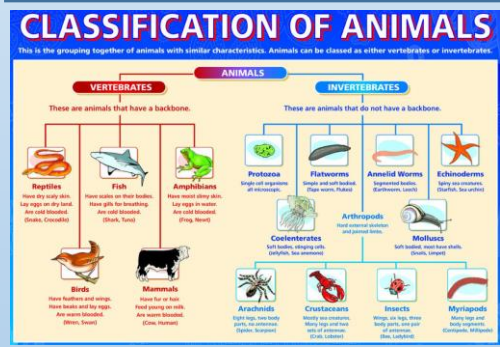 CLASSIFICATION OF ANIMALS
This is the grouping together of animals with similar characteristics. Animals can be classed as either vertebrates or invertebrates.
ANIMALS
VERTEBRATES
These are animals that have a backbone.
Reptiles
Have dry scaly skin.
Lay eggs on dry land.
Are cold blooded.
(Snake, Crocodile)
Fish
Have scales on their bodies.
Have gills for breathing.
Are cold blooded.
(Shark, Tuna)
Amphibians
Have moist slimy skin.
Lay eggs in water.
Are cold blooded.
(Frog, Newt)
Birds
Have feathers and wings.
Have beaks and lay eggs.
Are warm blooded.
(Wren, Swan)
Mammals
Have fur or hair
Feed young on milk.
Are warm blooded.
(Cow, Human)
INVERTEBRATES
These are animals that do not have a backbone.
Protozoa
Single cell organisms
all microscopic.
Flatworms
Simple and soft bodied.
(Tape worm, Flukes)
Annelid Worms
Segmented bodies.
(Earthworm, Leech)
Echinoderms
Spiny sea creatures.
(Starfish, Sea urchin)
Coelenterates
Soft bodies, stinging cells.
(Jellyfish, Sea anemone)
Arthropods
Hard external skeleton
and jointed limbs.
Molluscs
Soft bodied, most have shells.
(Snails, Limpet)
Arachnids
Eight legs, two body
parts, no antennae.
(Spider, Scorpion)
Crustaceans
Mostly sea creatures.
Many legs and two
sets of antennae.
(Crab, Lobster)
Insects
Wings, six legs, three
body parts, one pair
of antennae.
(Bee, Ladybird)
Myriapods
Many legs and
body segments.
(Centipede, Millipede)